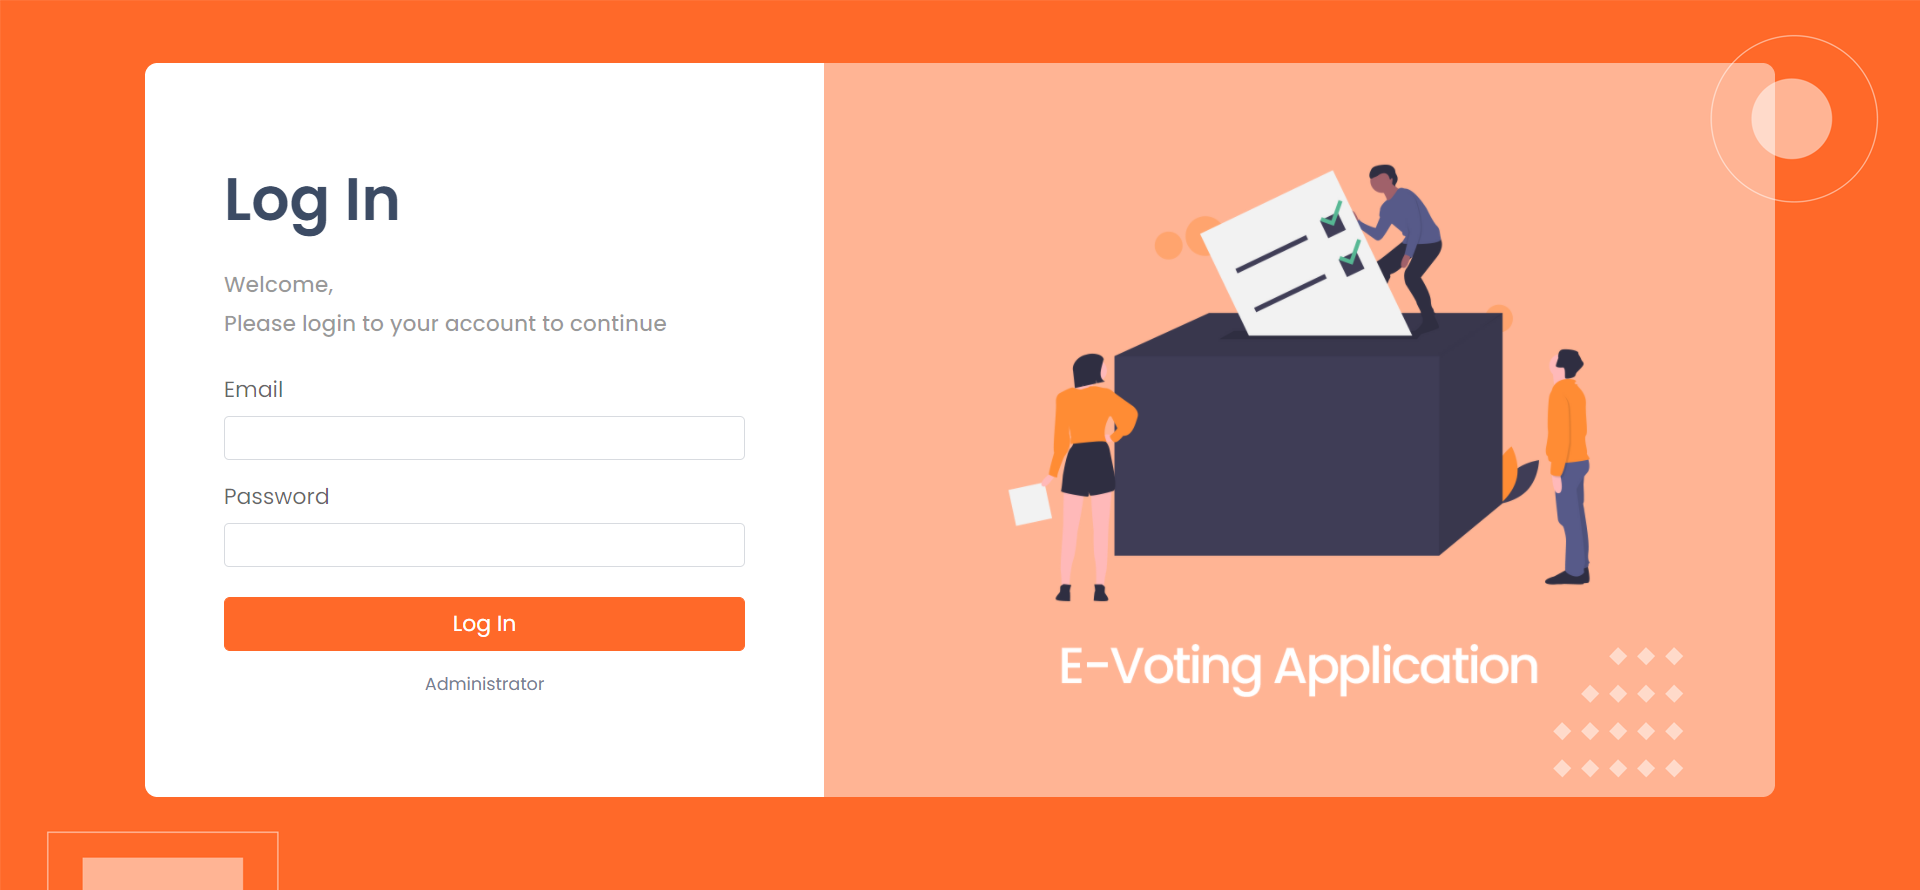 Log In
Welcome,
Please login to your account to continue
Email
Password
Log In
Administrator
E-Voting Application